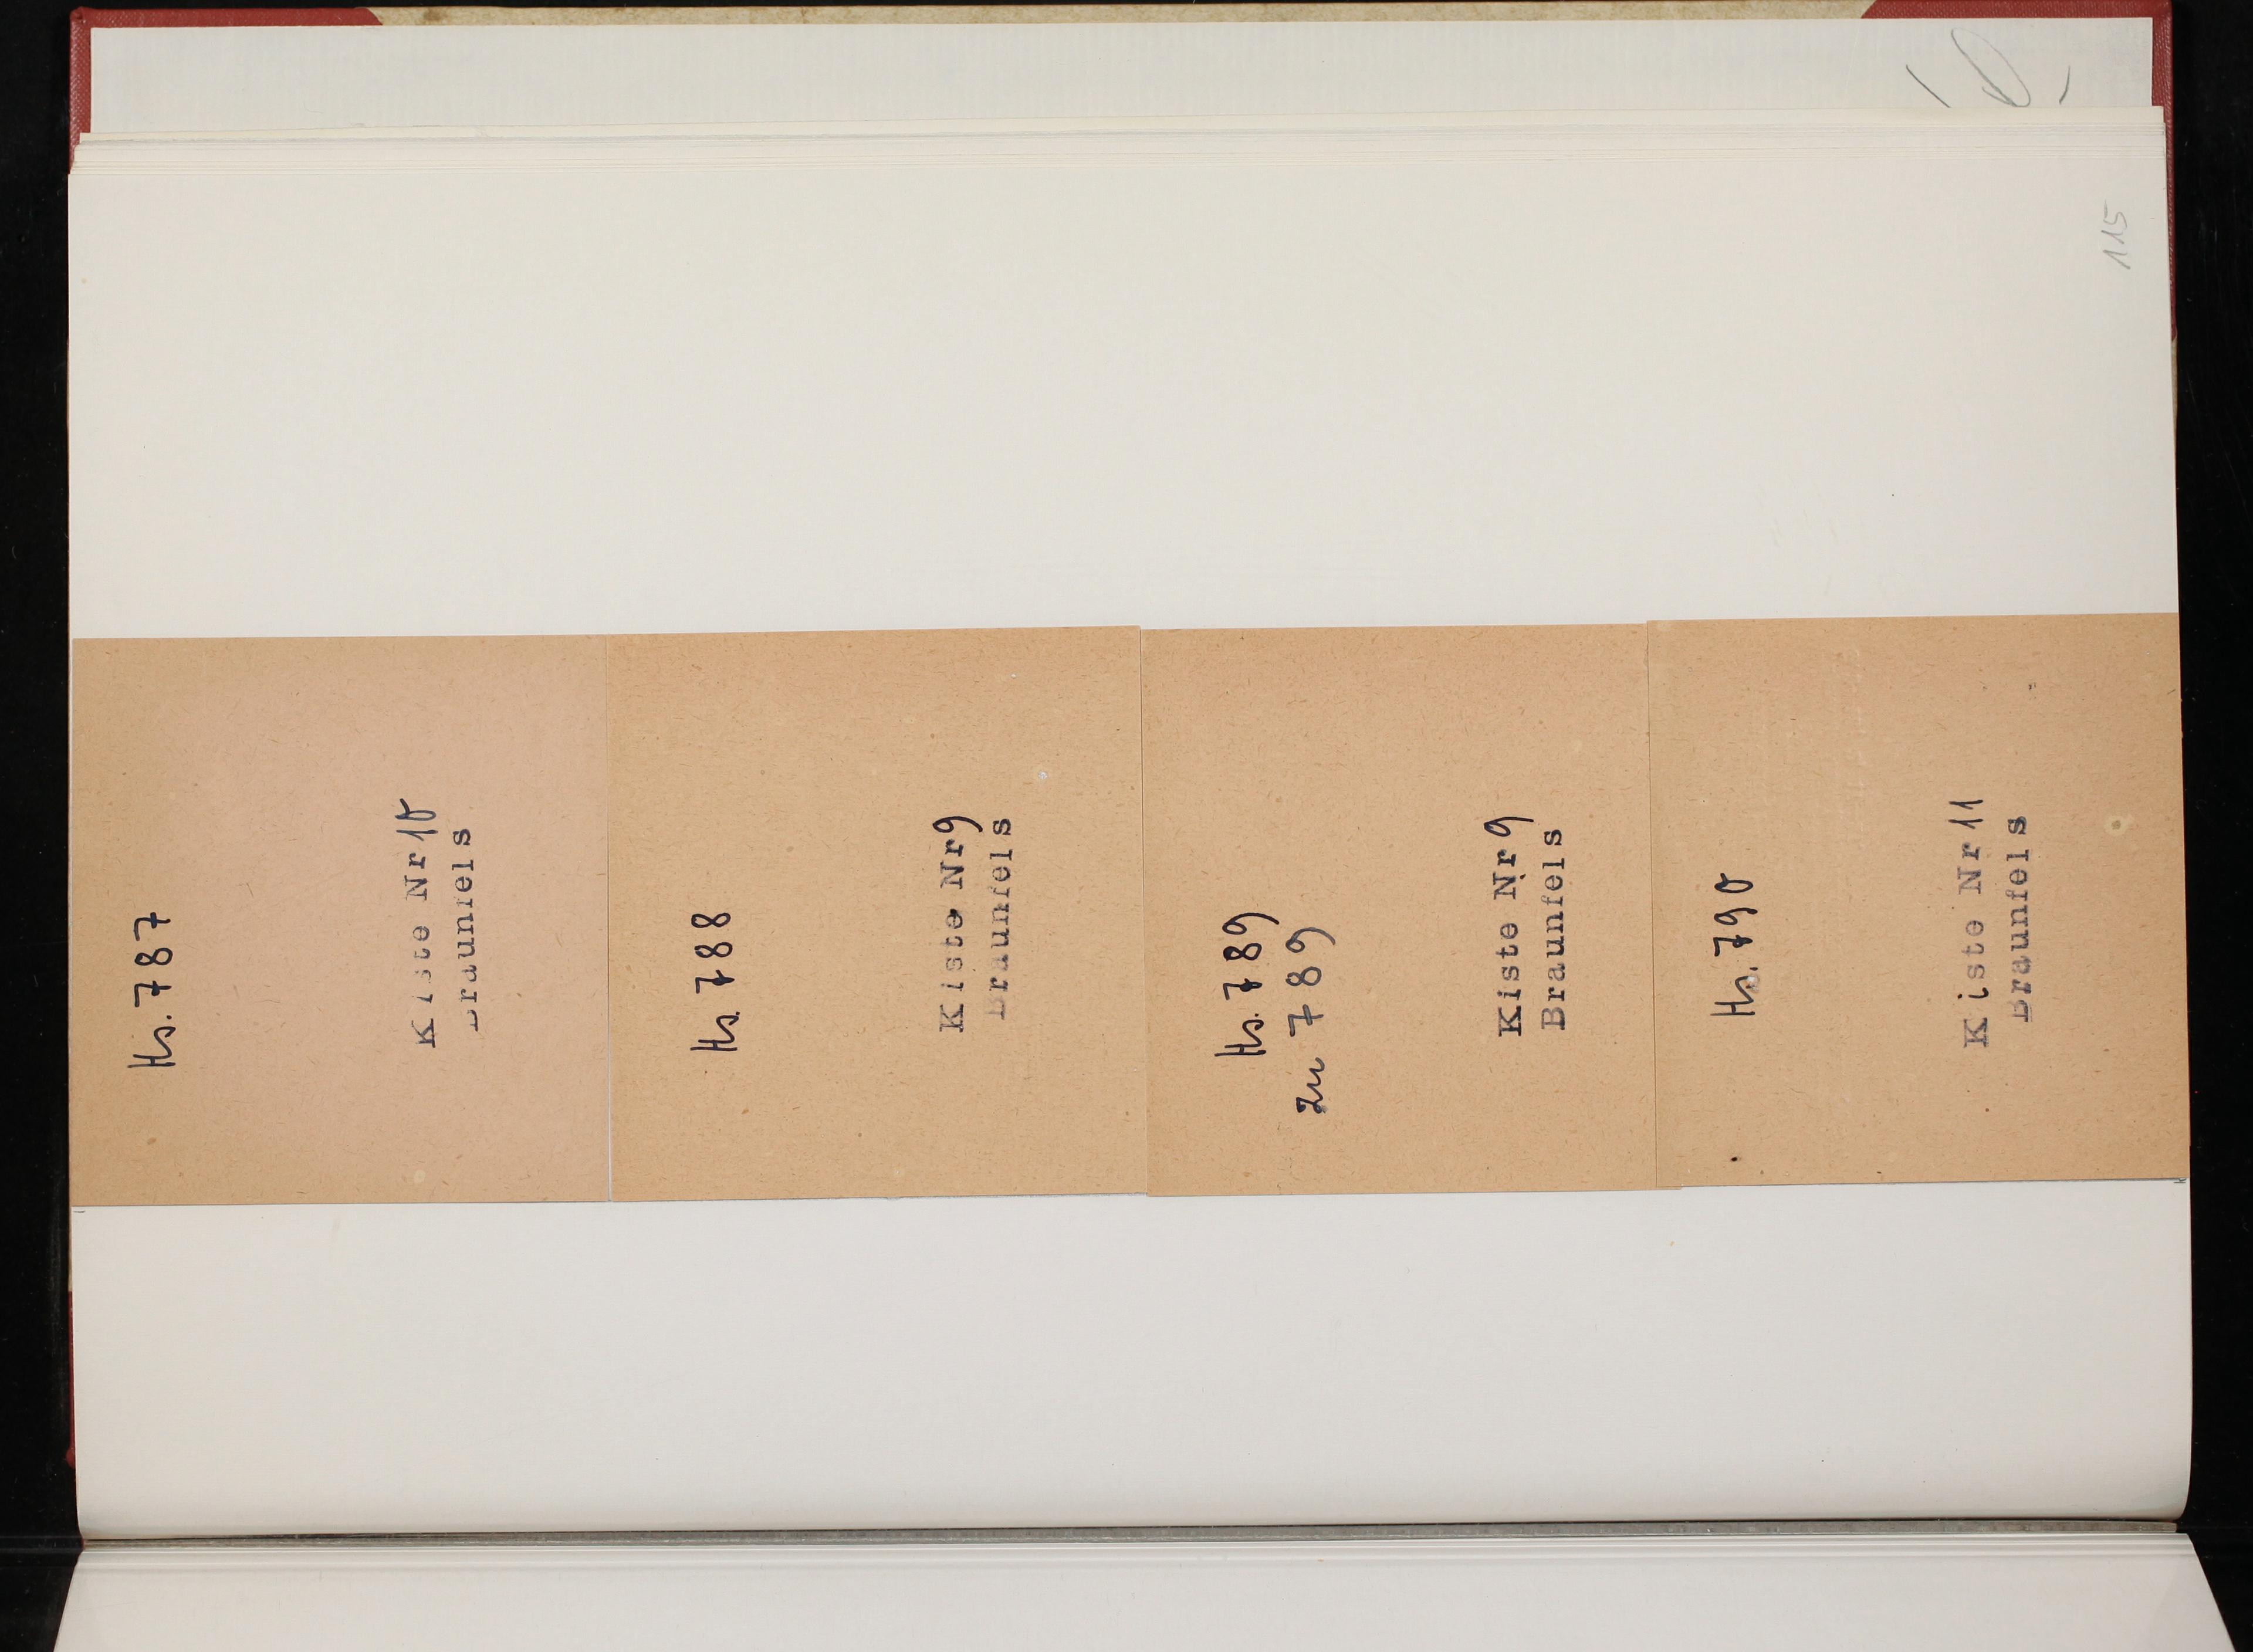 115
Hs. 787
Kiste Nr 10
Braunfels
Hs. 788
Kiste Nr 9
Braunfels
Hs. 789
zu 789
Kiste Nr 9
Braunfels
Hs. 790
Kiste Nr 11
Braunfels